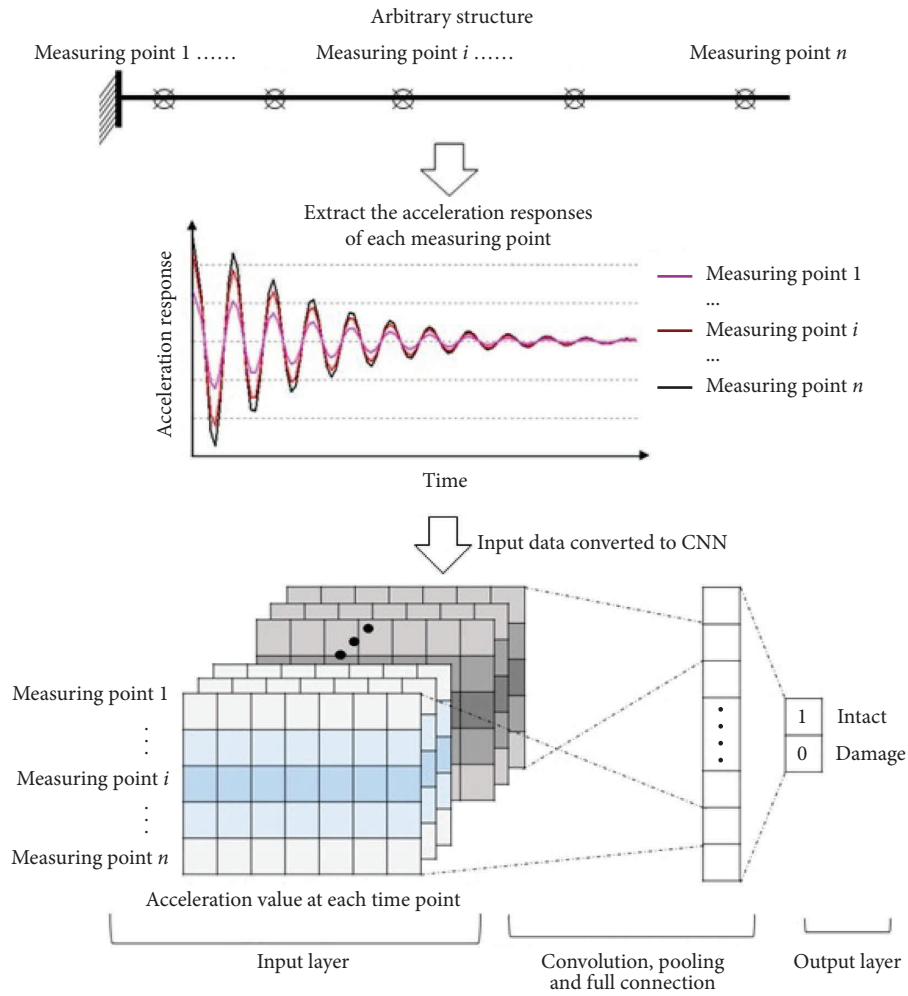 Arbitrary structure
Measuring point 1 ......
Measuring point i ......
Measuring point n
Extract the acceleration responses
of each measuring point
Acceleration response
Time
Measuring point 1
...
Measuring point i
...
Measuring point n
Input data converted to CNN
Measuring point 1
...
Measuring point i
...
Measuring point n
Acceleration value at each time point
1 Intact
0 Damage
Input layer
Convolution, pooling
and full connection
Output layer